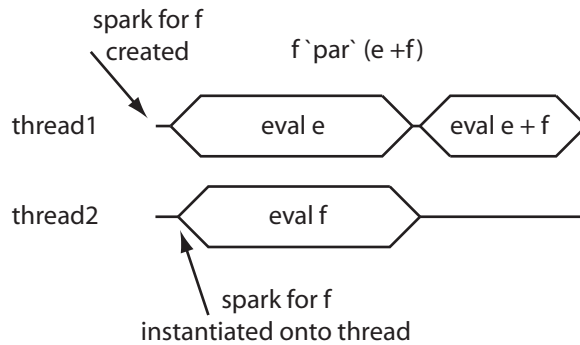 spark for f
created
f `par` (e +f)
thread1
eval e
eval e + f
thread2
eval f
spark for f
instantiated onto thread